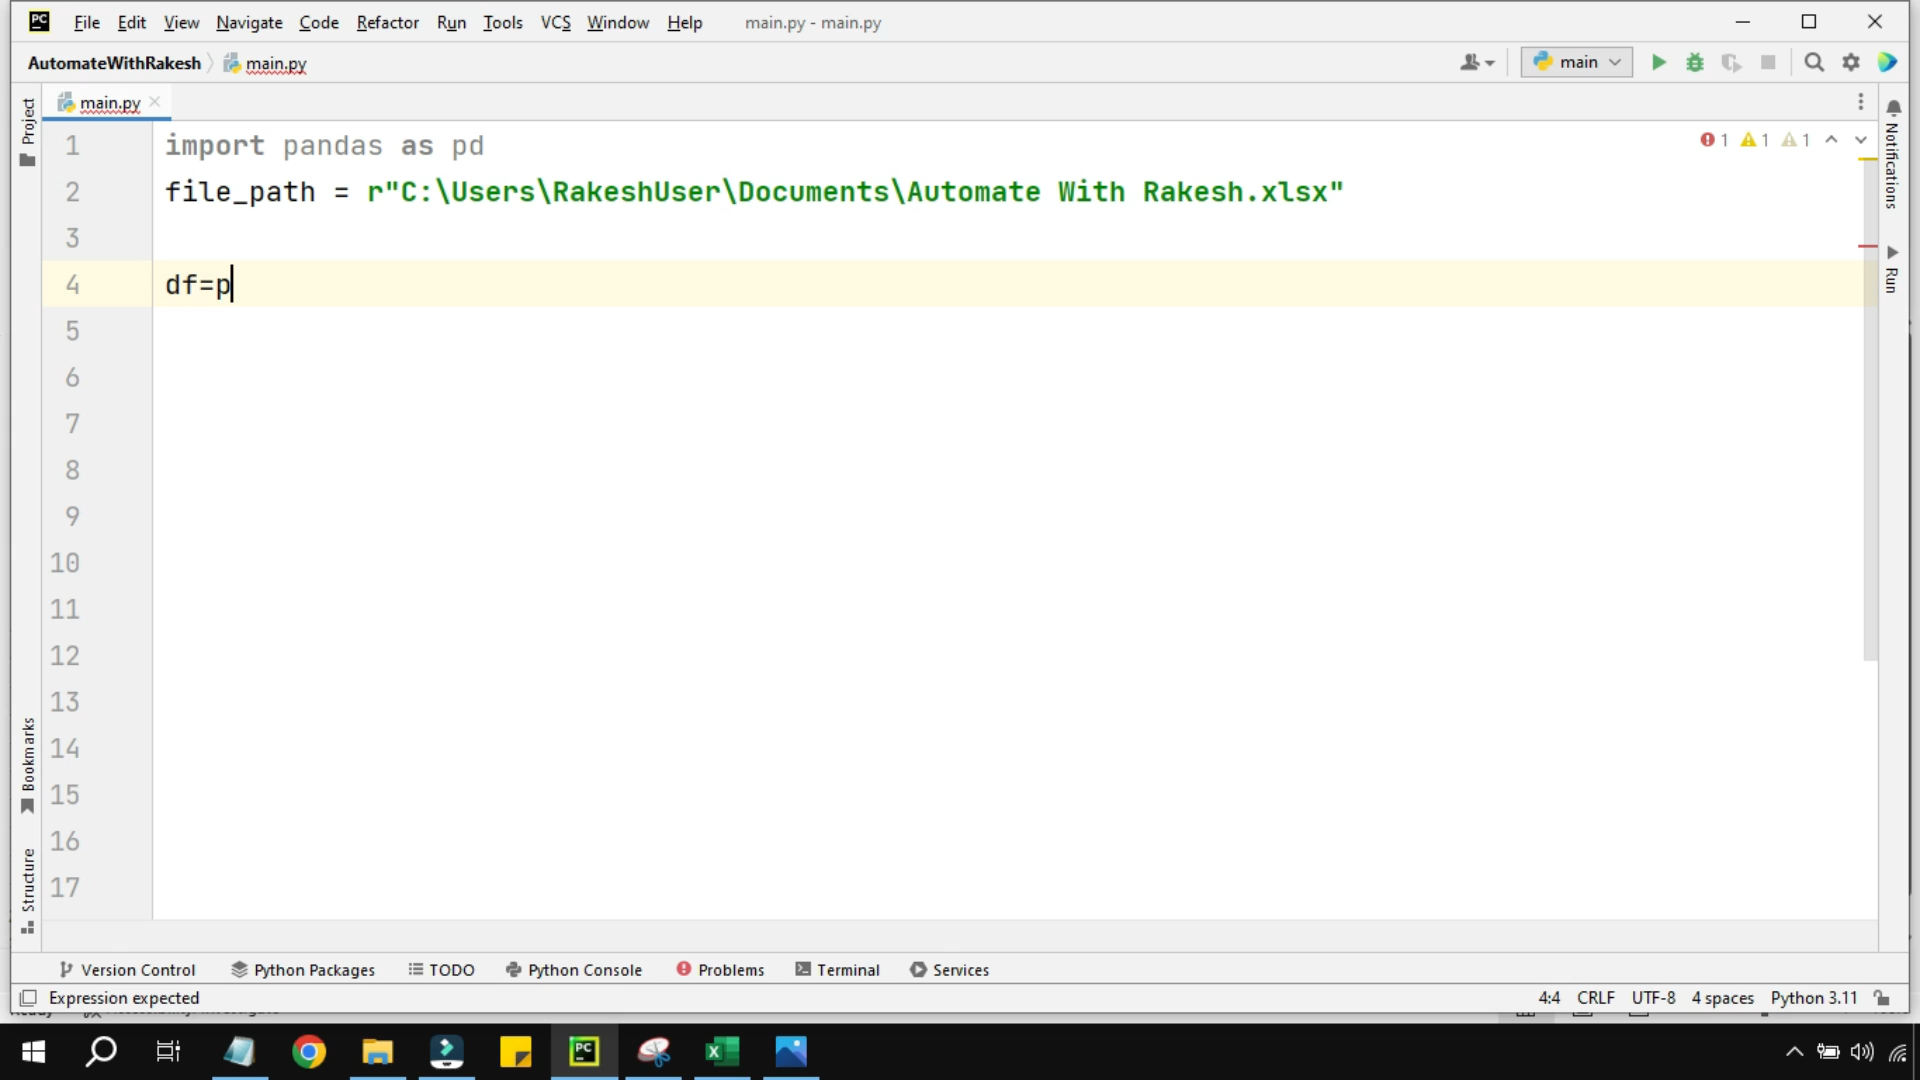 PC File Edit View Navigate Code Refactor Run Tools VCS Window Help main.py - main.py
AutomateWithRakesh main.py main
main.py
Project
Notifications
Run
Bookmarks
Structure
1 import pandas as pd
1 1 1
2 file_path = r"C:\Users\RakeshUser\Documents\Automate With Rakesh.xlsx"
3
4 df=p
5
6
7
8
9
10
11
12
13
14
15
16
17
Version Control Python Packages TODO Python Console Problems Terminal Services
Expression expected 4:4 CRLF UTF-8 4 spaces Python 3.11
PC